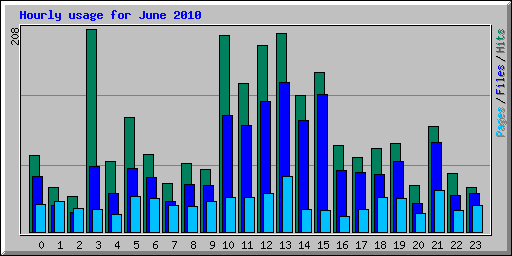 Hourly usage for June 2010
208
Pages / Files / Hits
0 1 2 3 4 5 6 7 8 9 10 11 12 13 14 15 16 17 18 19 20 21 22 23